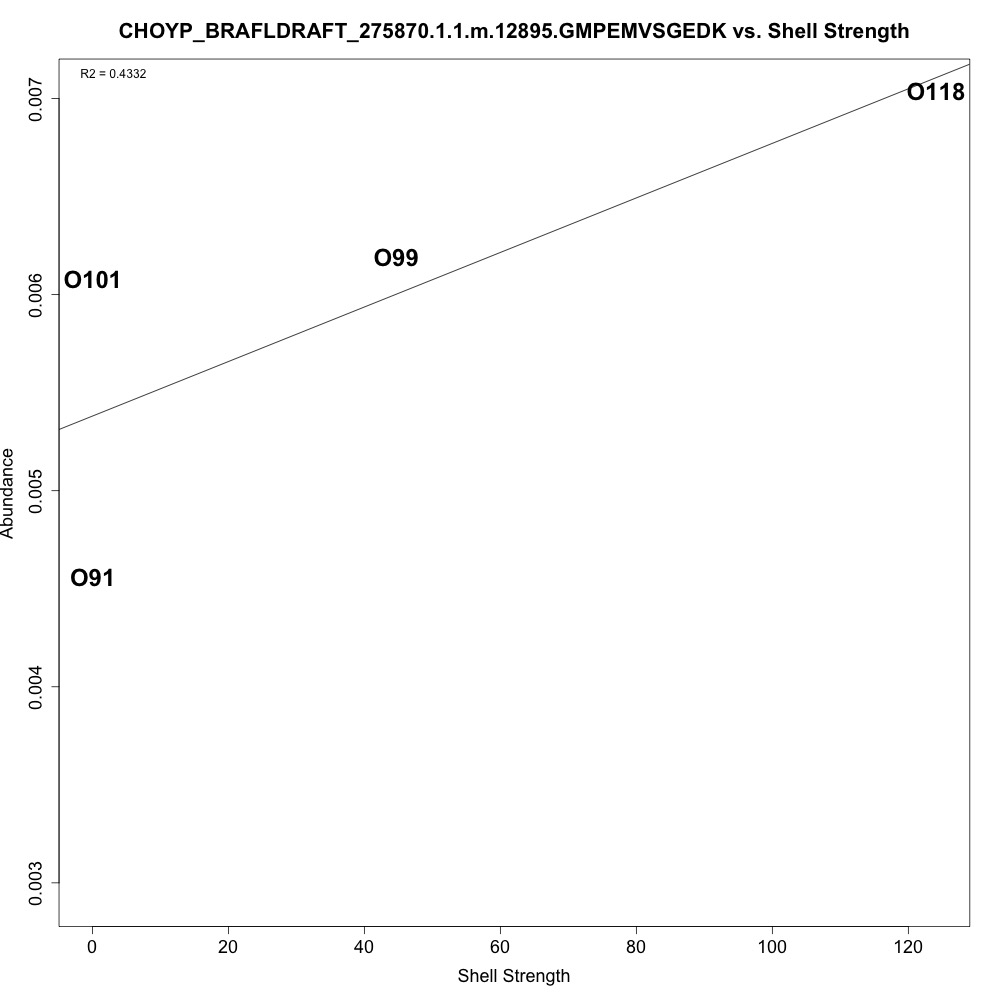 CHOYP_BRAFLDRAFT_275870.1.1.m.12895.GMPEMVSGEDK vs. Shell Strength
R2 = 0.4332
0.007
O118
O99
O101
0.006
0.005
Abundance
O91
0.004
0.003
0 20 40 60 80 100 120
Shell Strength